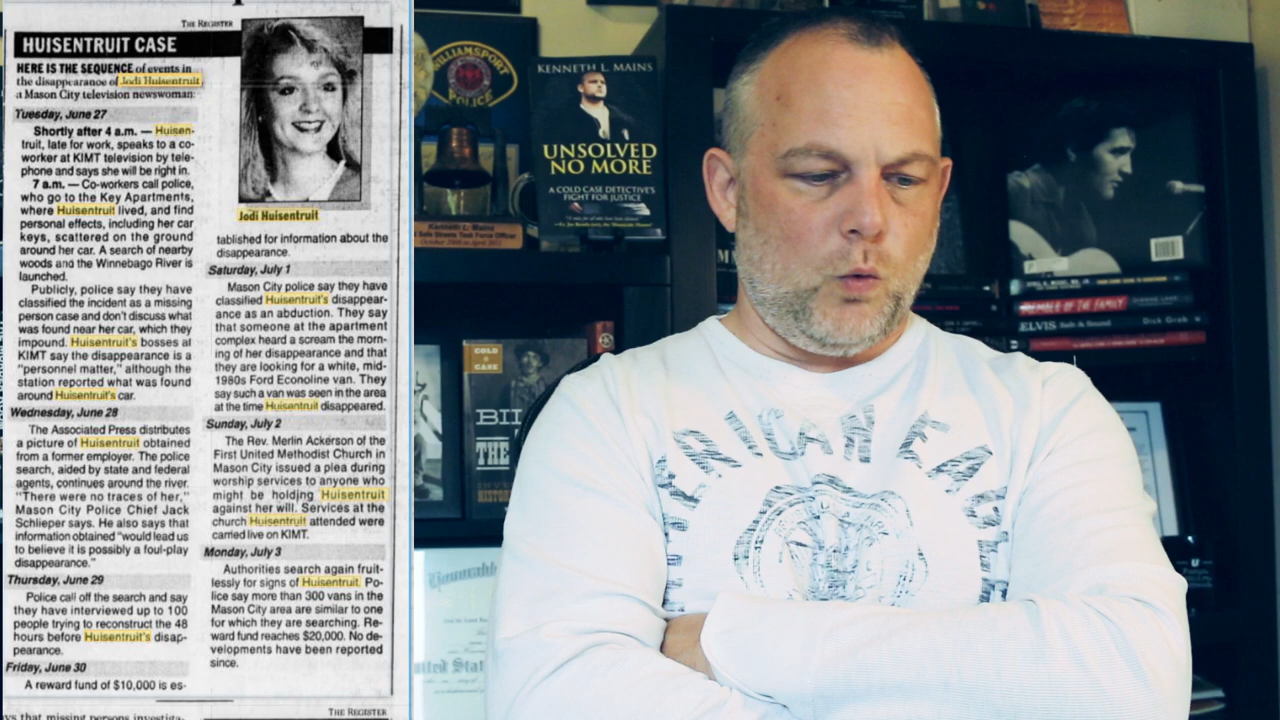 THE REGISTER
HUISENTRUIT CASE
HERE IS THE SEQUENCE of events in
the disappearance of Jodi Huisentruit,
a Mason City television newswoman:
Tuesday, June 27
Shortly after 4 a.m. — Huisen-
truit, late for work, speaks to a co-
worker at KIMT television by tele-
phone and says she will be right in.
7 a.m. — Co-workers call police,
who go to the Key Apartments,
where Huisentruit lived, and find
personal effects, including her car
keys, scattered on the ground
around her car. A search of nearby
woods and the Winnebago River is
launched.
Publicly, police say they have
classified the incident as a missing
person case and don't discuss what
was found near her car, which they
impound. Huisentruit's bosses at
KIMT say the disappearance is a
"personnel matter," although the
station reported what was found
around Huisentruit's car.
Wednesday, June 28
The Associated Press distributes
a picture of Huisentruit obtained
from a former employer. The police
search, aided by state and federal
agents, continues around the river.
"There were no traces of her,"
Mason City Police Chief Jack
Schlieper says. He also says that
information obtained "would lead us
to believe it is possibly a foul-play
disappearance."
Thursday, June 29
Police call off the search and say
they have interviewed up to 100
people trying to reconstruct the 48
hours before Huisentruit's disap-
pearance.
Friday, June 30
A reward fund of $10,000 is es-
Jodi Huisentruit
tablished for information about the
disappearance.
Saturday, July 1
Mason City police say they have
classified Huisentruit's disappear-
ance as an abduction. They say
that someone at the apartment
complex heard a scream the morn-
ing of her disappearance and that
they are looking for a white, mid-
1980s Ford Econoline van. They
say such a van was seen in the area
at the time Huisentruit disappeared.
Sunday, July 2
The Rev. Merlin Ackerson of the
First United Methodist Church in
Mason City issued a plea during
worship services to anyone who
might be holding Huisentruit
against her will. Services at the
church Huisentruit attended were
carried live on KIMT.
Monday, July 3
Authorities search again fruit-
lessly for signs of Huisentruit. Po-
lice say more than 300 vans in the
Mason City area are similar to one
for which they are searching. Re-
ward fund reaches $20,000. No de-
velopments have been reported
since.
THE REGISTER
ys that missing persons investiga-
WILLIAMSPORT
POLICE
Kenneth L. Mains
Safe Streets Task Force Officer
KENNETH L. MAINS
UNSOLVED
NO MORE
A COLD CASE DETECTIVE'S
FIGHT FOR JUSTICE
COLD
CASE
BIL
THE
HISTOR
ERICAN EAG
OF THE FAMILY
ELVIS
Dick Grob
ited Stat